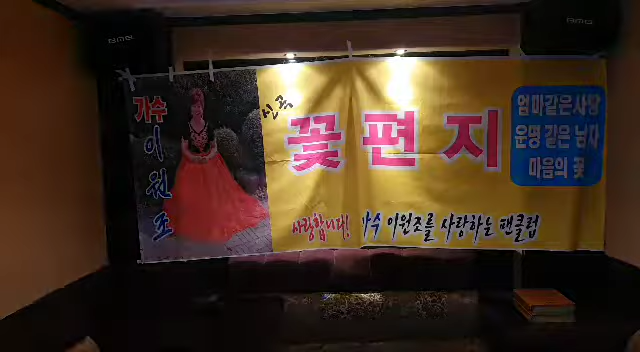 가수
이원조
신곡
꽃편지
엄마같은사랑
운명같은 남자
마음의 꽃
사랑합니다!
가수 이원조를 사랑하는 팬클럽